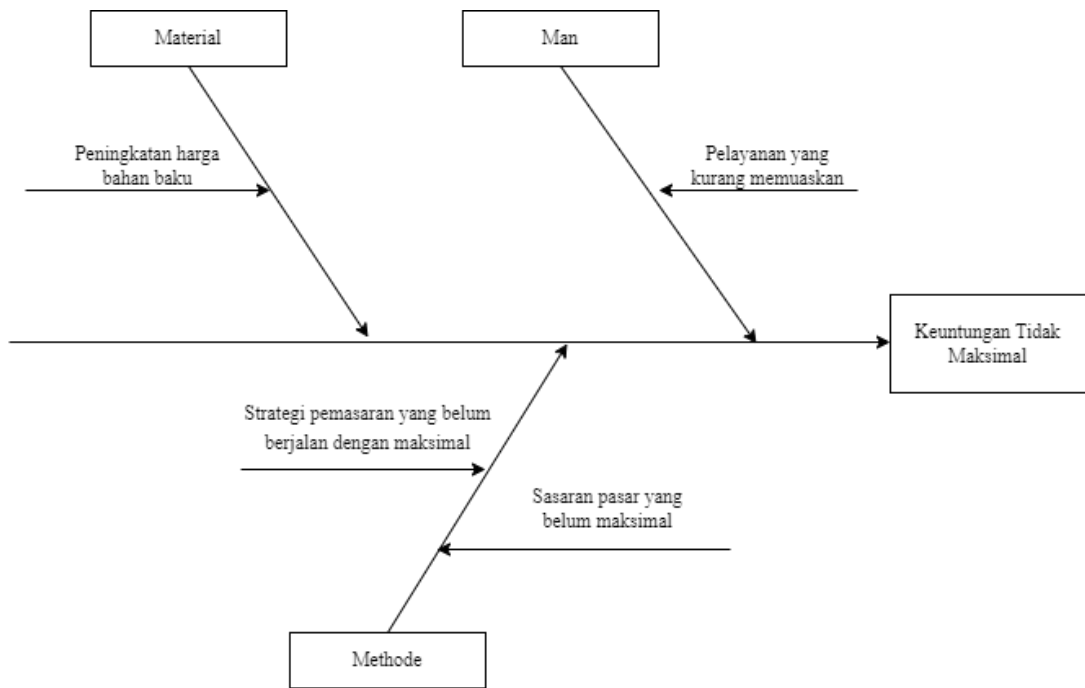 Material
Man
Peningkatan harga
bahan baku
Pelayanan yang
kurang memuaskan
Keuntungan Tidak
Maksimal
Strategi pemasaran yang belum
berjalan dengan maksimal
Sasaran pasar yang
belum maksimal
Methode